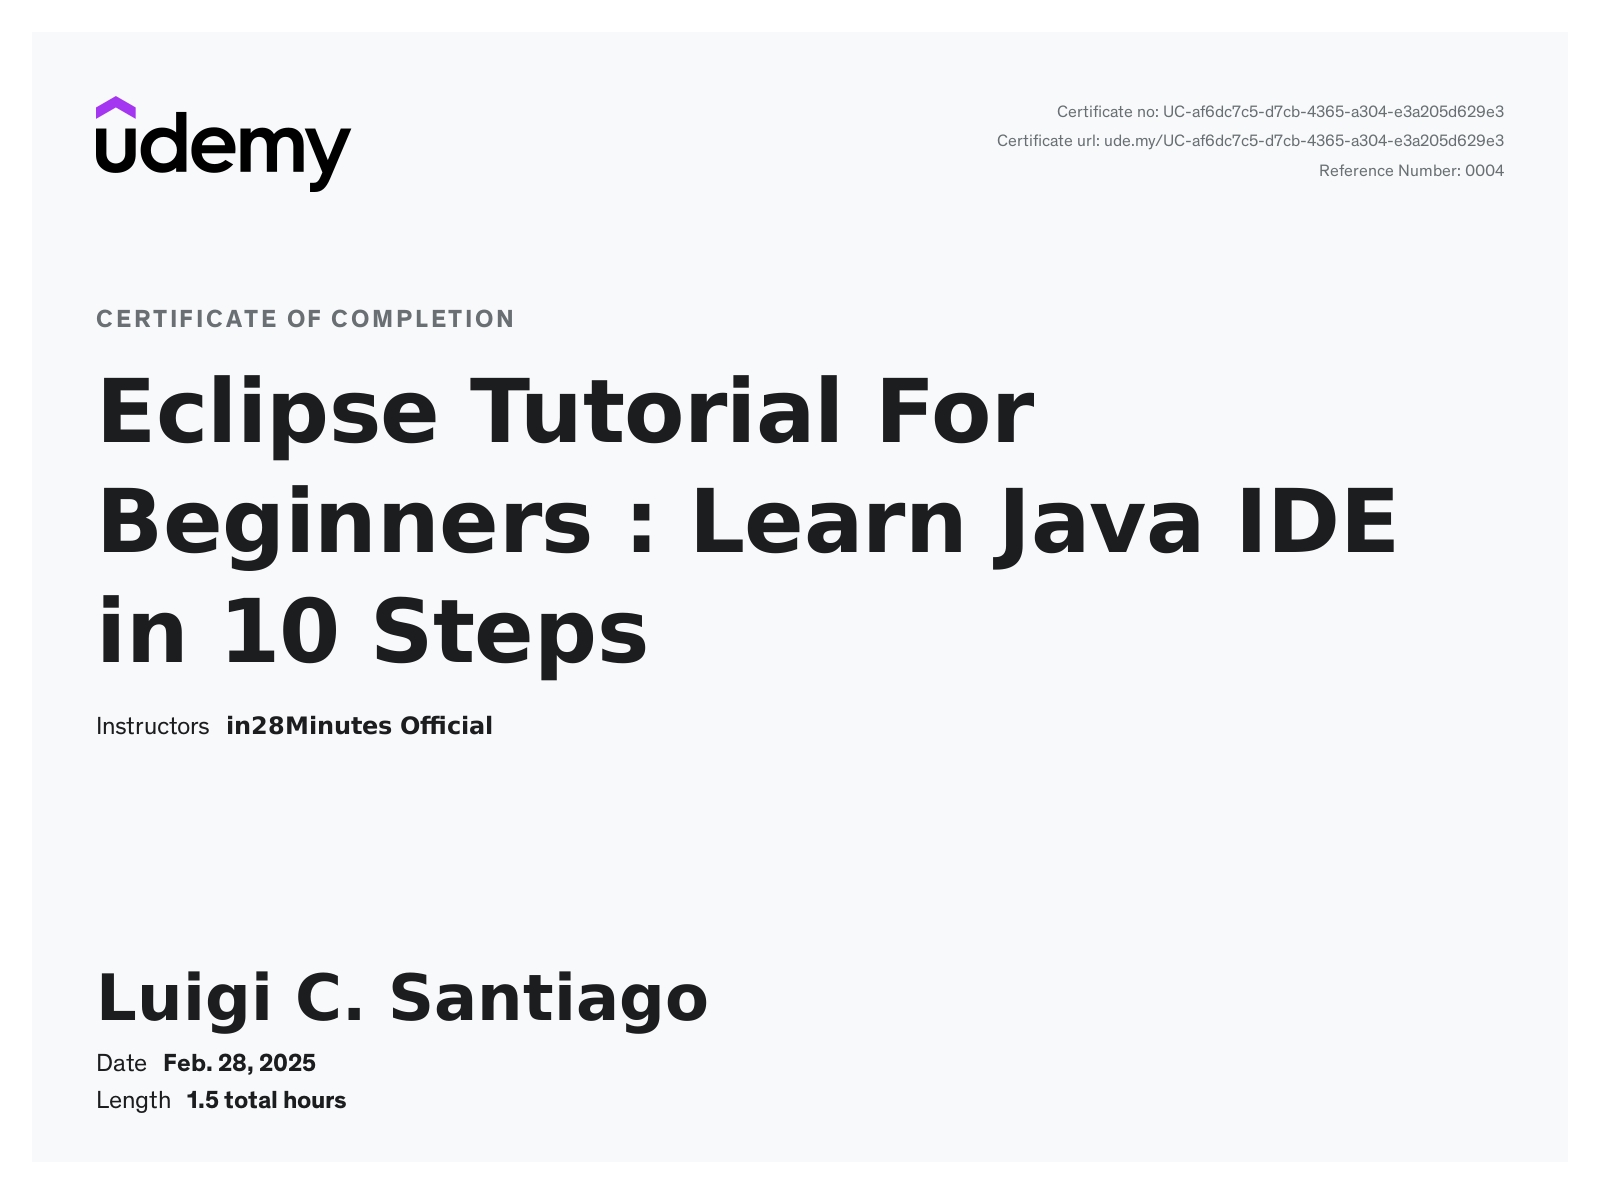 udemy
Certificate no: UC-af6dc7c5-d7cb-4365-a304-e3a205d629e3
Certificate url: ude.my/UC-af6dc7c5-d7cb-4365-a304-e3a205d629e3
Reference Number: 0004
CERTIFICATE OF COMPLETION
Eclipse Tutorial For
Beginners : Learn Java IDE
in 10 Steps
Instructors in28Minutes Official
Luigi C. Santiago
Date Feb. 28, 2025
Length 1.5 total hours